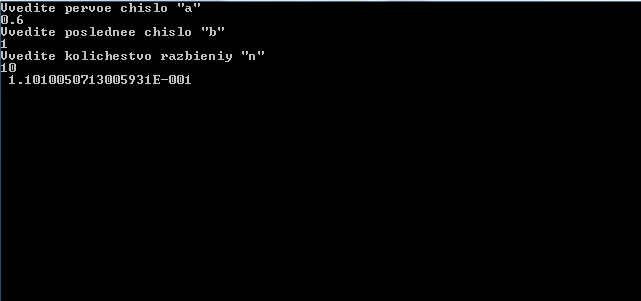 Vvedite pervoe chislo "a"
0.6
Vvedite poslednee chislo "b"
1
Vvedite kolichestvo razbieniy "n"
10
1.1010050713005931E-001